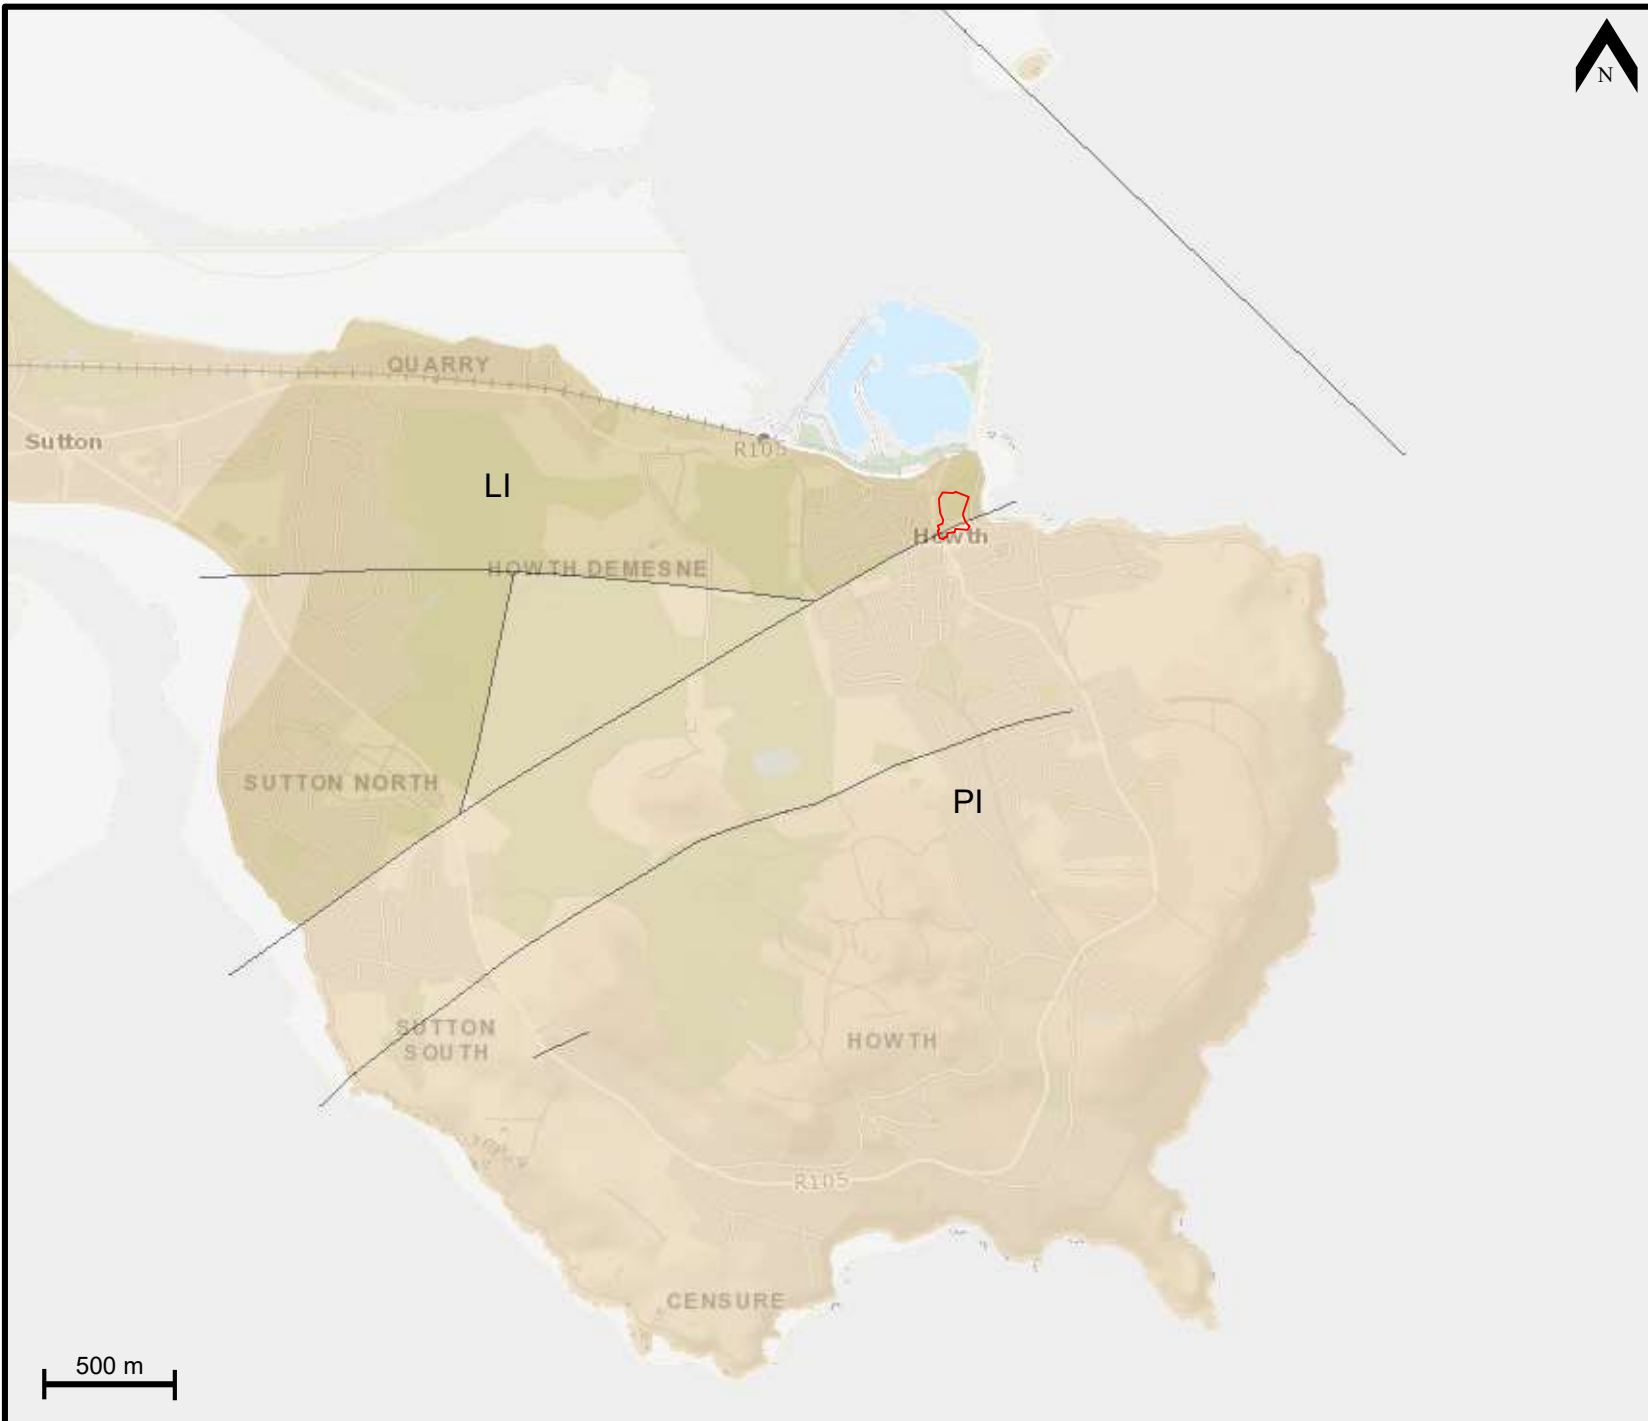 N
QUARRY
Sutton
R105
LI
Howth
HOWTH DEMESNE
SUTTON NORTH
PI
SUTTON
SOUTH
HOWTH
R105
CENSURE
500 m